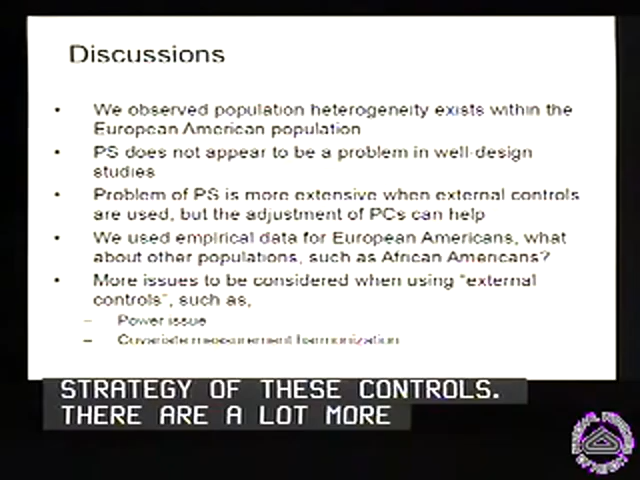 Discussions
• We observed population heterogeneity exists within the
European American population
• PS does not appear to be a problem in well-design
studies
• Problem of PS is more extensive when external controls
are used, but the adjustment of PCs can help
• We used empirical data for European Americans, what
about other populations, such as African Americans?
• More issues to be considered when using "external
controls", such as,
– Power issue
– Covariate measurement harmonization
STRATEGY OF THESE CONTROLS.
THERE ARE A LOT MORE